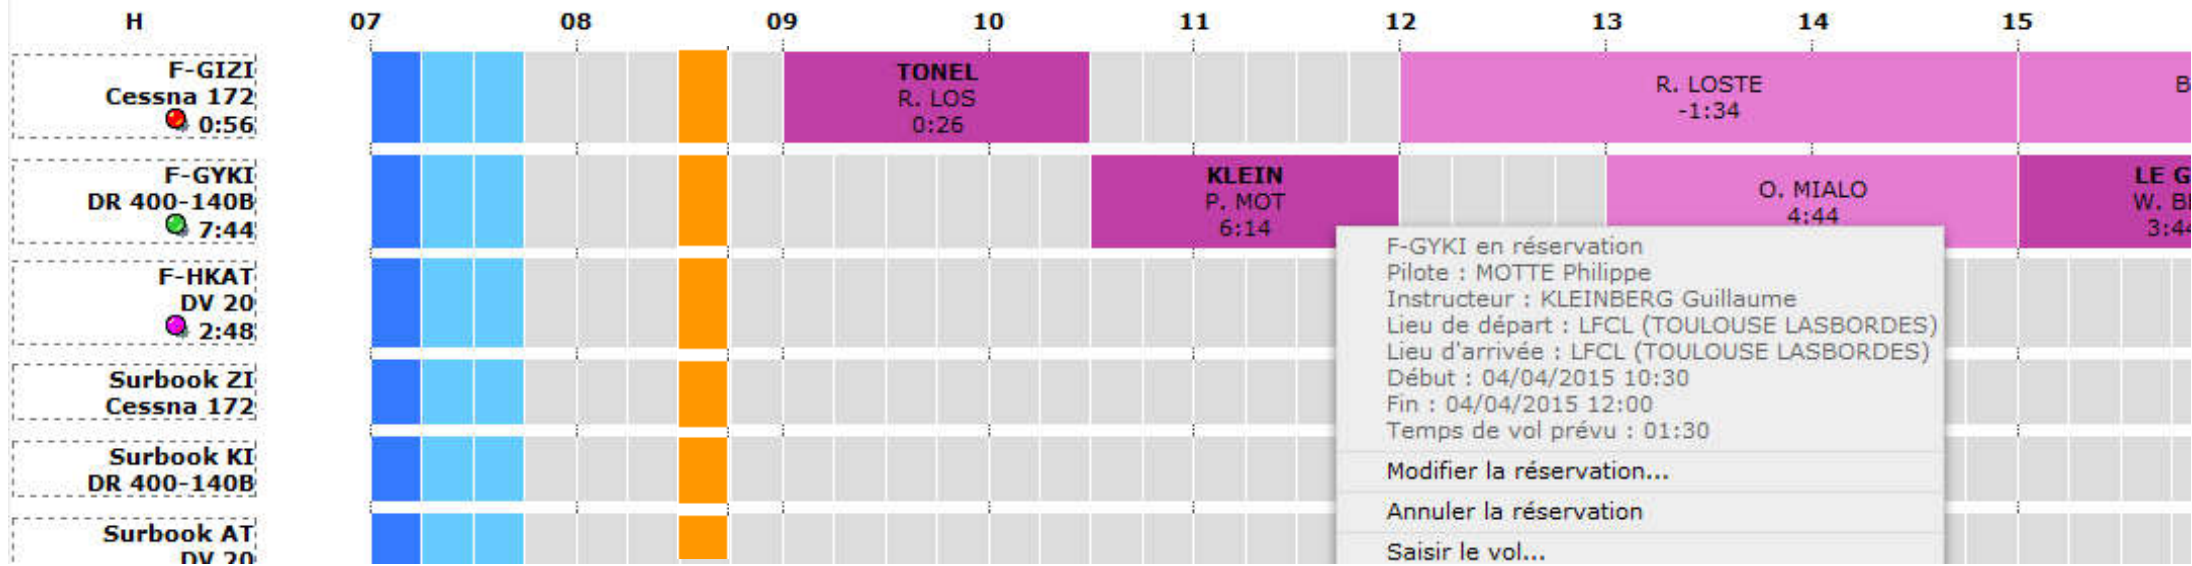 H 07 08 09 10 11 12 13 14 15
F-GIZI
Cessna 172
0:56
TONEL
R. LOS
0:26
R. LOSTE
-1:34
F-GYKI
DR 400-140B
7:44
KLEIN
P. MOT
6:14
O. MIALO
4:44
LE G
W. B
3:44
F-HKAT
DV 20
2:48
Surbook ZI
Cessna 172
Surbook KI
DR 400-140B
Surbook AT
DV 20
F-GYKI en réservation
Pilote : MOTTE Philippe
Instructeur : KLEINBERG Guillaume
Lieu de départ : LFCL (TOULOUSE LASBORDES)
Lieu d'arrivée : LFCL (TOULOUSE LASBORDES)
Début : 04/04/2015 10:30
Fin : 04/04/2015 12:00
Temps de vol prévu : 01:30
Modifier la réservation...
Annuler la réservation
Saisir le vol...